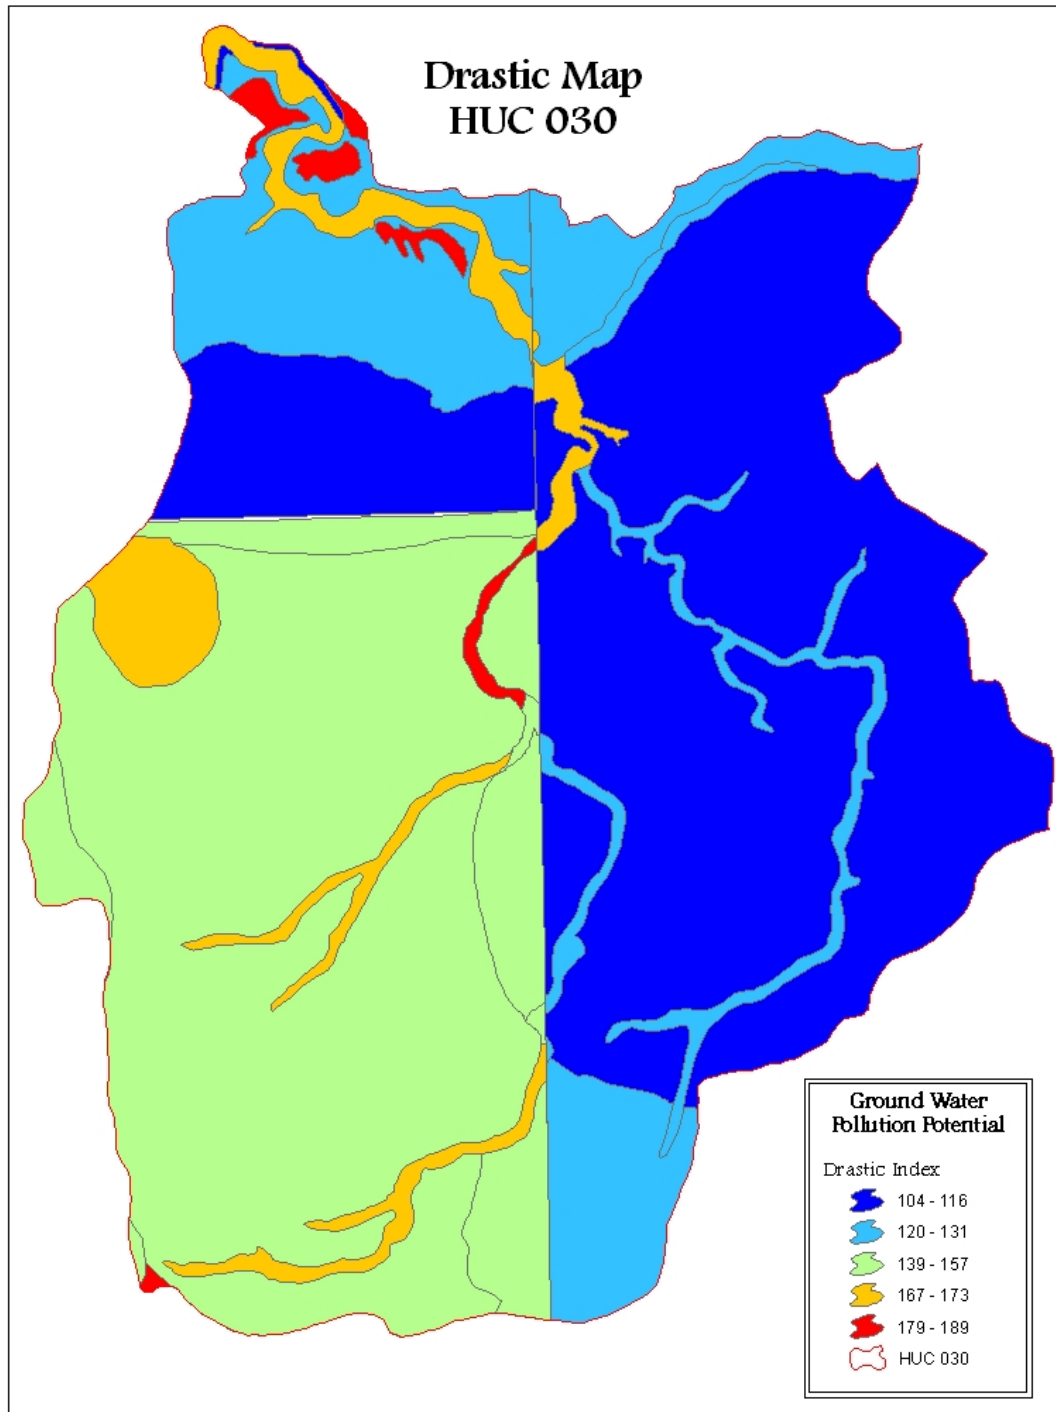 Drastic Map
HUC 030
Ground Water
Pollution Potential
Drastic Index
104 - 116
120 - 131
139 - 157
167 - 173
179 - 189
HUC 030